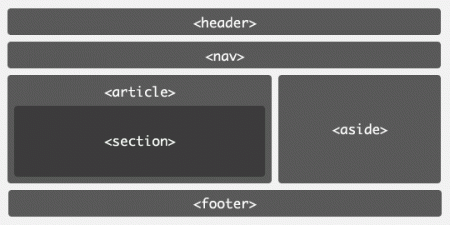 <header>
<nav>
<article>
<section>
<aside>
<footer>